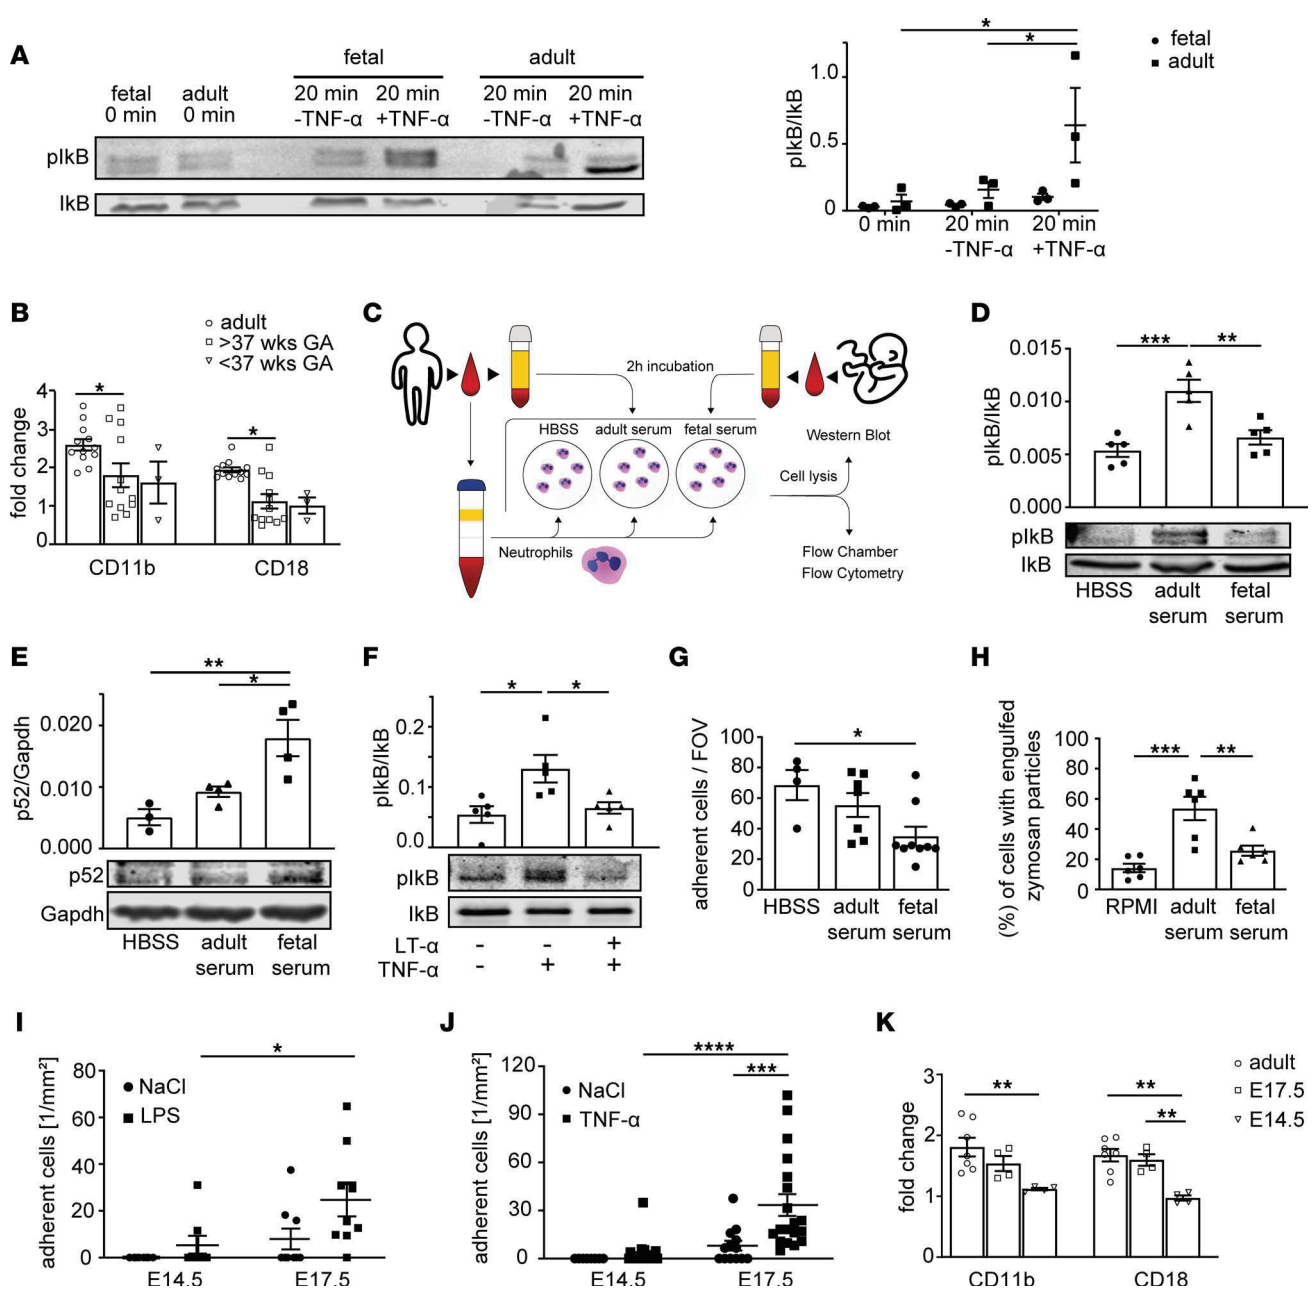 A
fetal
adult
fetal
0 min
adult
0 min
20 min
-TNF-α
20 min
+TNF-α
20 min
-TNF-α
20 min
+TNF-α
pIkB
IkB
*
*
fetal
adult
pIkB/IkB
1.0
0.5
0
0 min
20 min
-TNF-α
20 min
+TNF-α
B
adult
>37 wks GA
<37 wks GA
fold change
4
3
2
1
0
*
*
CD11b
CD18
C
2h incubation
HBSS
adult serum
fetal serum
Western Blot
Cell lysis
Neutrophils
Flow Chamber
Flow Cytometry
D
***
**
pIkB/IkB
0.015
0.010
0.005
0.000
pIkB
IkB
HBSS
adult
serum
fetal
serum
E
**
*
p52/Gapdh
0.020
0.010
0.000
p52
Gapdh
HBSS
adult
serum
fetal
serum
F
*
*
pIkB/IkB
0.2
0.1
0.0
pIkB
IkB
LT-α - - +
TNF-α - + +
G
*
adherent cells / FOV
100
80
60
40
20
0
HBSS
adult
serum
fetal
serum
H
***
**
(%) of cells with engulfed
zymosan particles
100
80
60
40
20
0
RPMI
adult
serum
fetal
serum
I
*
adherent cells [1/mm²]
80
60
40
20
0
NaCl
LPS
E14.5
E17.5
J
****
***
adherent cells [1/mm²]
120
90
60
30
0
NaCl
TNF-α
E14.5
E17.5
K
**
**
**
adult
E17.5
E14.5
fold change
3
2
1
0
CD11b
CD18